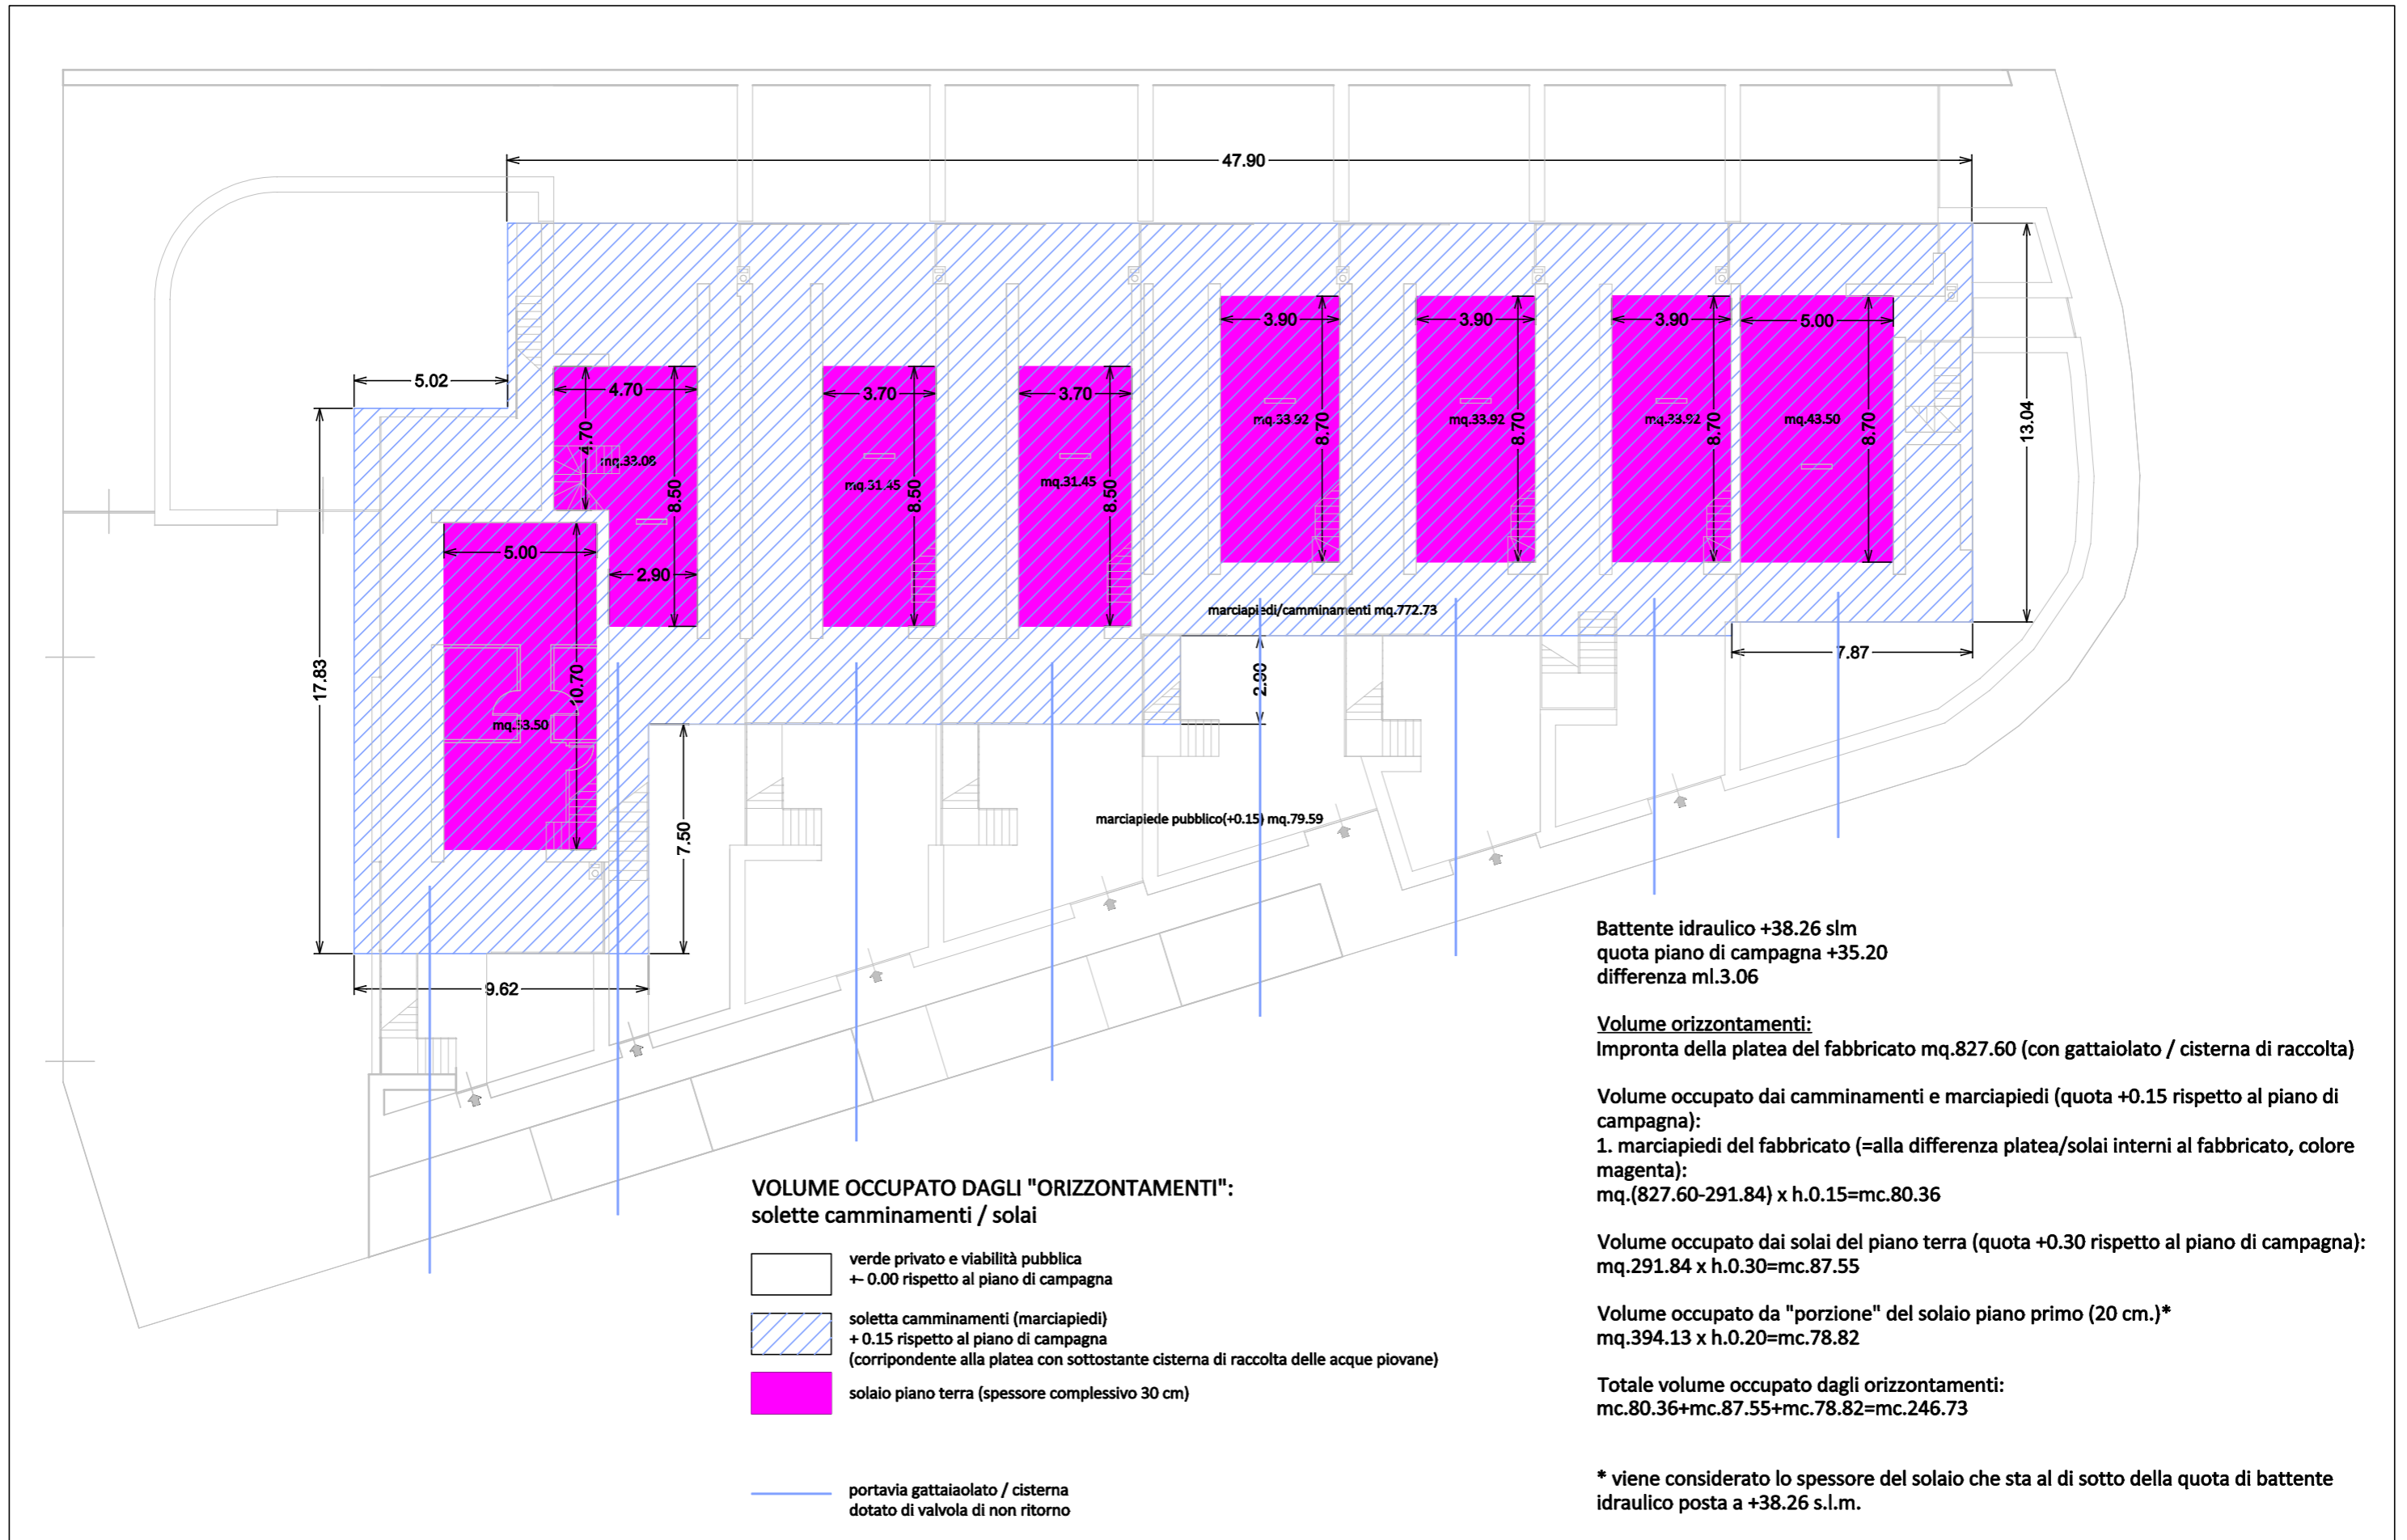 47.90
13.04
5.02
3.90
3.90
3.90
5.00
4.70
3.70
3.70
mq.33.92
mq.33.92
mq.33.92
mq.43.50
8.70
8.70
8.70
8.70
4.70
mq.33.08
mq.31.45
mq.31.45
8.50
8.50
8.50
5.00
2.90
marciapiedi/camminamenti mq.772.73
7.87
2.90
17.83
10.70
mq.53.50
7.50
marciapiede pubblico(+0.15) mq.79.59
9.62
Battente idraulico +38.26 slm
quota piano di campagna +35.20
differenza ml.3.06
Volume orizzontamenti:
Impronta della platea del fabbricato mq.827.60 (con gattaiolato / cisterna di raccolta)
Volume occupato dai camminamenti e marciapiedi (quota +0.15 rispetto al piano di
campagna):
1. marciapiedi del fabbricato (=alla differenza platea/solai interni al fabbricato, colore
magenta):
mq.(827.60-291.84) x h.0.15=mc.80.36
Volume occupato dai solai del piano terra (quota +0.30 rispetto al piano di campagna):
mq.291.84 x h.0.30=mc.87.55
Volume occupato da "porzione" del solaio piano primo (20 cm.)*
mq.394.13 x h.0.20=mc.78.82
Totale volume occupato dagli orizzontamenti:
mc.80.36+mc.87.55+mc.78.82=mc.246.73
* viene considerato lo spessore del solaio che sta al di sotto della quota di battente
idraulico posta a +38.26 s.l.m.
VOLUME OCCUPATO DAGLI "ORIZZONTAMENTI":
solette camminamenti / solai
verde privato e viabilità pubblica
+- 0.00 rispetto al piano di campagna
soletta camminamenti (marciapiedi)
+ 0.15 rispetto al piano di campagna
(corripondente alla platea con sottostante cisterna di raccolta delle acque piovane)
solaio piano terra (spessore complessivo 30 cm)
portavia gattaiaolato / cisterna
dotato di valvola di non ritorno